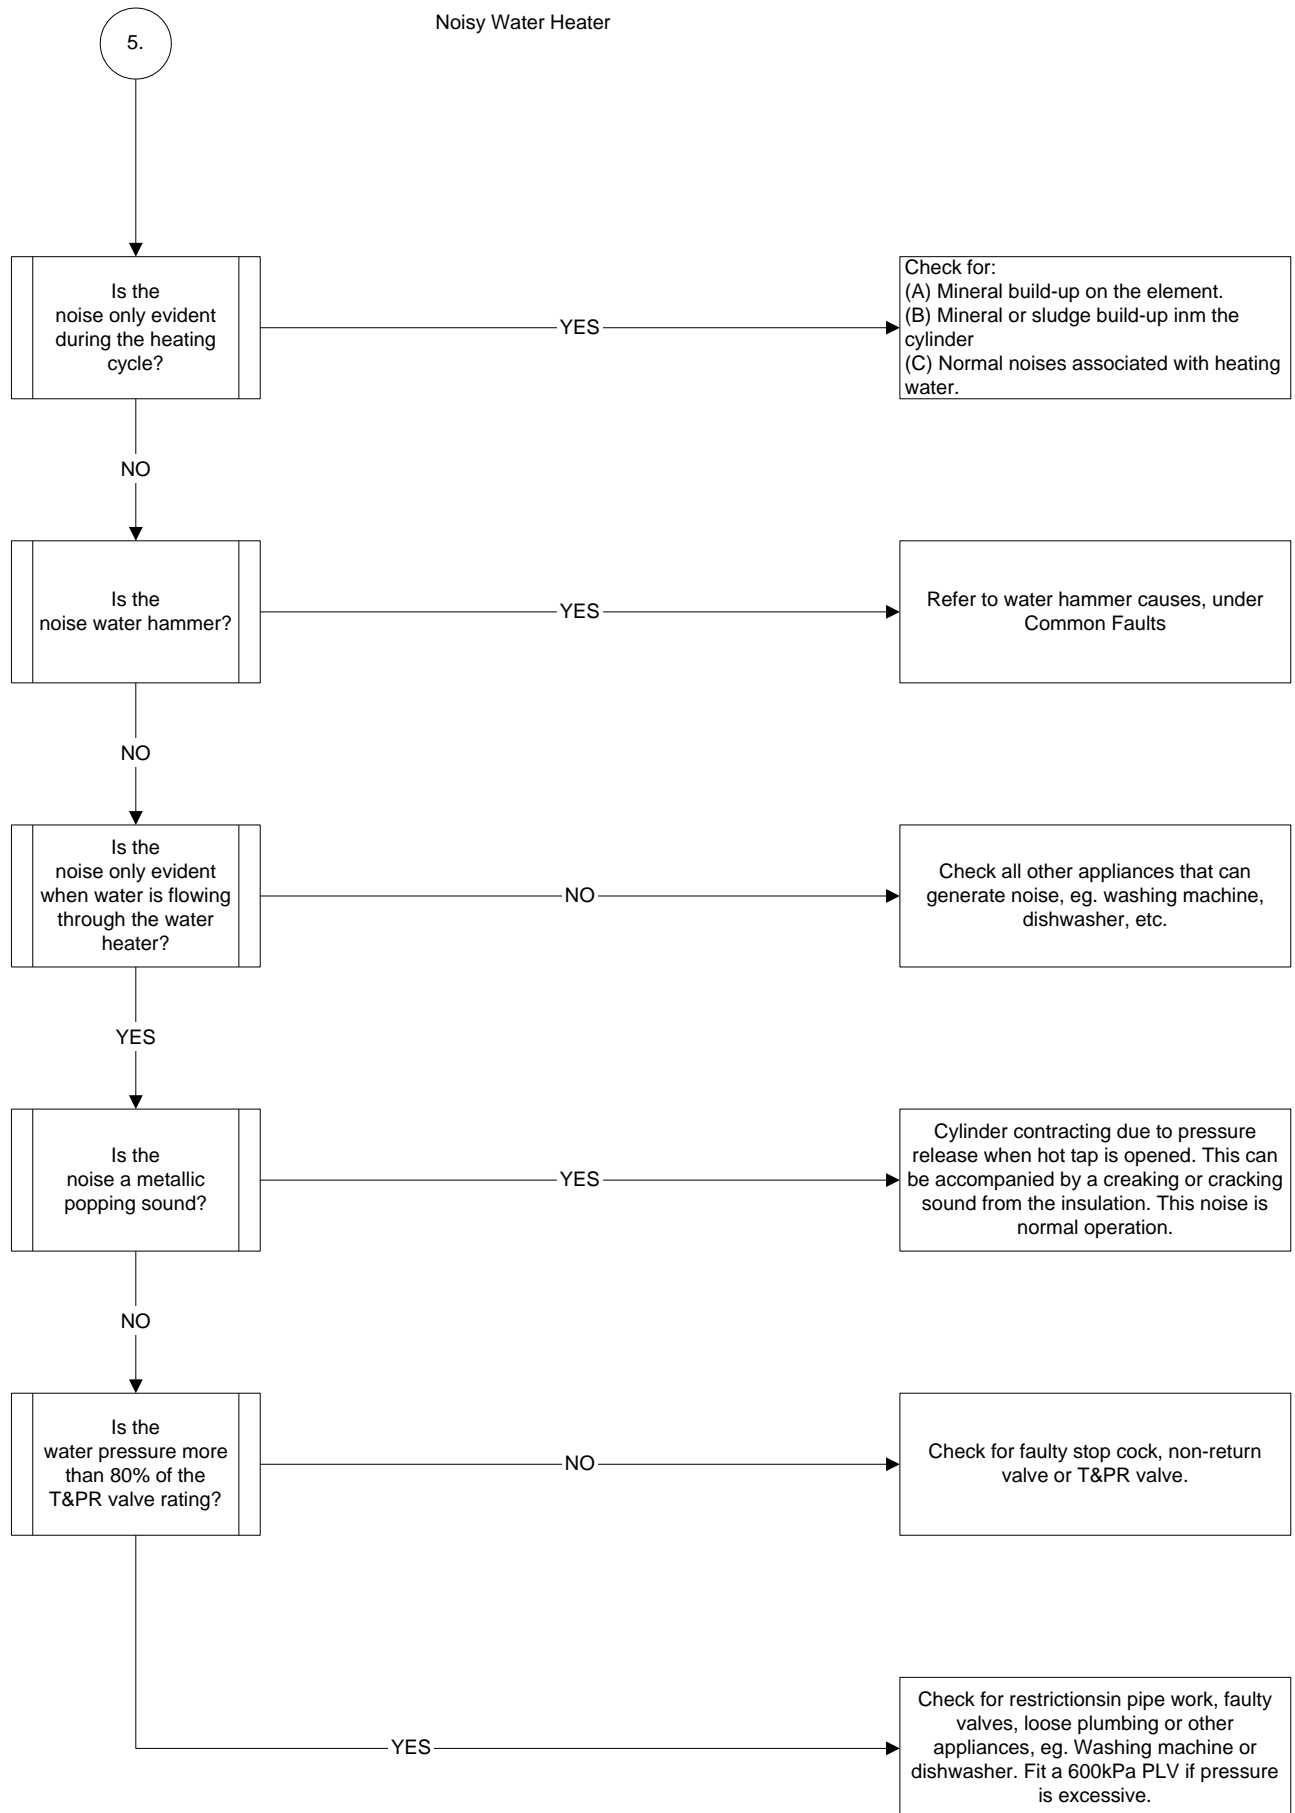 Noisy Water Heater
5.
Is the
noise only evident
during the heating
cycle?
YES
Check for:
(A) Mineral build-up on the element.
(B) Mineral or sludge build-up inm the
cylinder
(C) Normal noises associated with heating
water.
NO
Is the
noise water hammer?
YES
Refer to water hammer causes, under
Common Faults
NO
Is the
noise only evident
when water is flowing
through the water
heater?
NO
Check all other appliances that can
generate noise, eg. washing machine,
dishwasher, etc.
YES
Is the
noise a metallic
popping sound?
YES
Cylinder contracting due to pressure
release when hot tap is opened. This can
be accompanied by a creaking or cracking
sound from the insulation. This noise is
normal operation.
NO
Is the
water pressure more
than 80% of the
T&PR valve rating?
NO
Check for faulty stop cock, non-return
valve or T&PR valve.
YES
Check for restrictionsin pipe work, faulty
valves, loose plumbing or other
appliances, eg. Washing machine or
dishwasher. Fit a 600kPa PLV if pressure
is excessive.